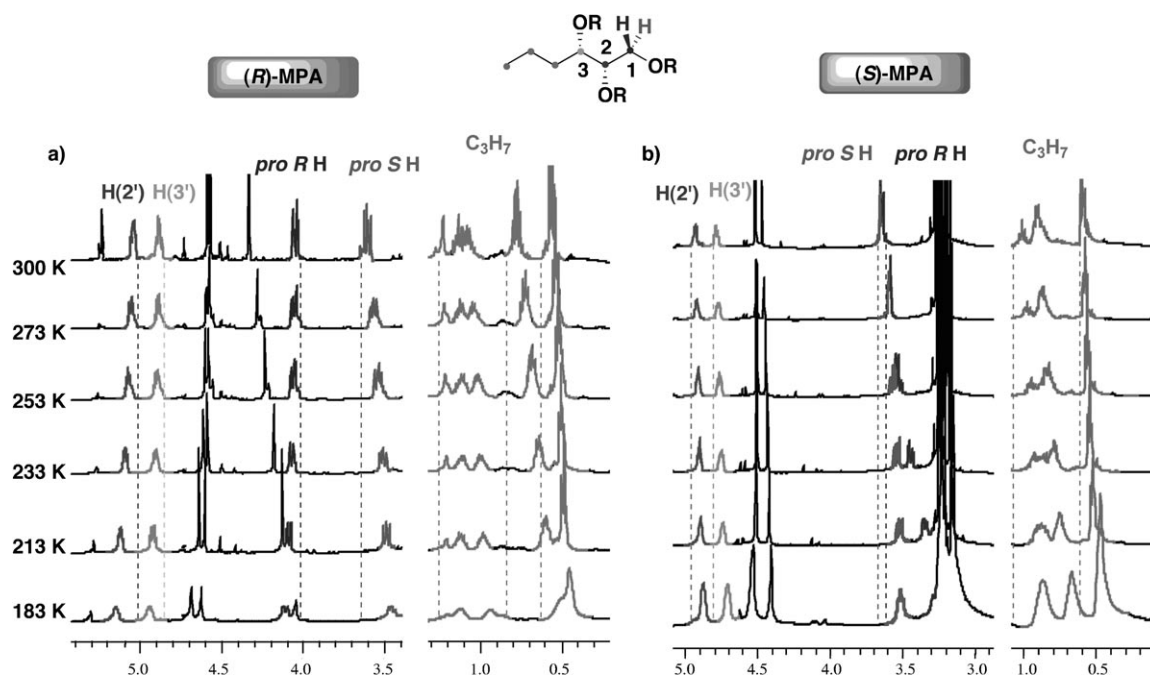 OR H H
(R)-MPA
2
3 1 OR
OR
(S)-MPA
a)
pro R H
pro S H
C3H7
H(2') H(3')
b)
pro S H
pro R H
C3H7
H(2') H(3')
300 K
273 K
253 K
233 K
213 K
183 K
5.0 4.5 4.0 3.5 1.0 0.5
5.0 4.5 4.0 3.5 3.0 1.0 0.5